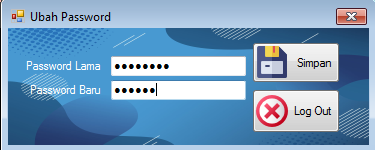 Ubah Password
Password Lama ●●●●●●●● Simpan
Password Baru ●●●●●●
Log Out